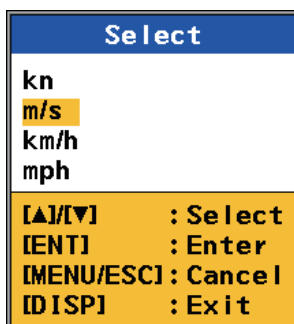 Select
kn
m/s
km/h
mph
[▲]/[▼] :Select
[ENT] :Enter
[MENU/ESC]:Cancel
[DISP] :Exit